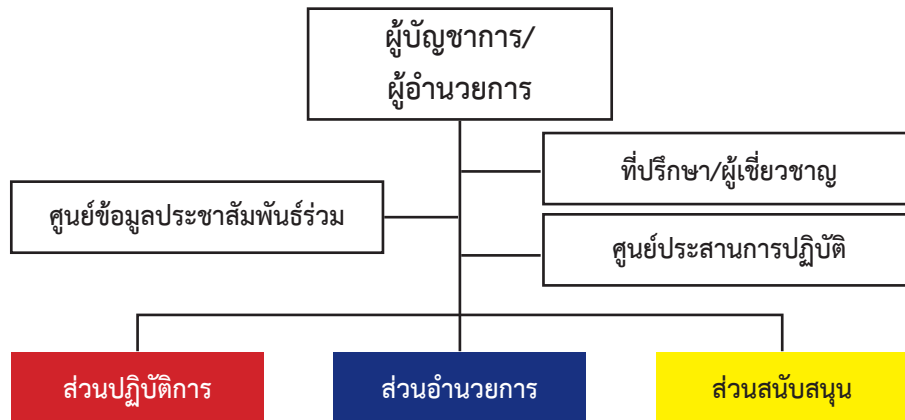 ผู้บัญชาการ/
ผู้อำนวยการ
ที่ปรึกษา/ผู้เชี่ยวชาญ
ศูนย์ข้อมูลประชาสัมพันธ์ร่วม
ศูนย์ประสานการปฏิบัติ
ส่วนปฏิบัติการ
ส่วนอำนวยการ
ส่วนสนับสนุน